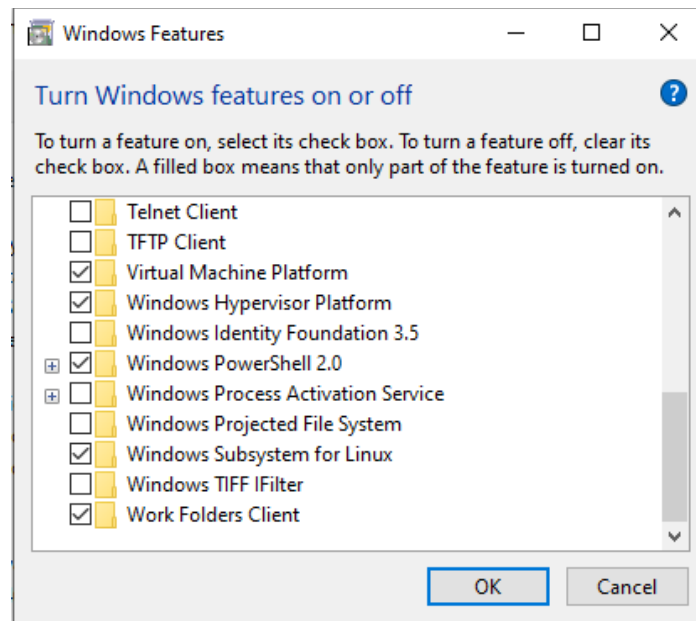 Windows Features
Turn Windows features on or off
?
To turn a feature on, select its check box. To turn a feature off, clear its
check box. A filled box means that only part of the feature is turned on.
Telnet Client
TFTP Client
Virtual Machine Platform
Windows Hypervisor Platform
Windows Identity Foundation 3.5
Windows PowerShell 2.0
Windows Process Activation Service
Windows Projected File System
Windows Subsystem for Linux
Windows TIFF IFilter
Work Folders Client
OK
Cancel